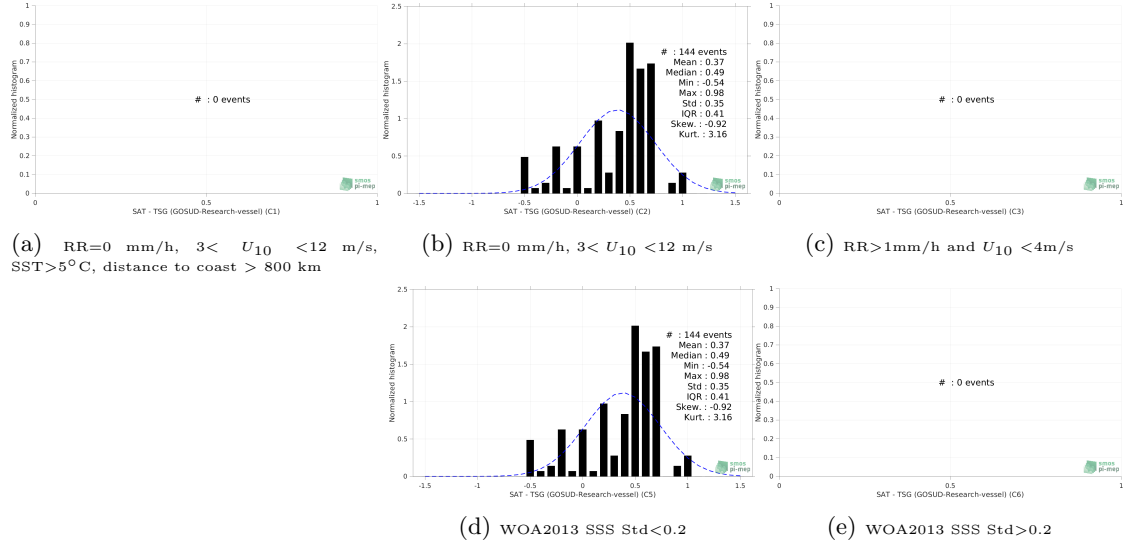 1
0.9
0.8
0.7
0.6
0.5
0.4
0.3
0.2
0.1
0
Normalized histogram
# : 0 events
0 0.5 1
SAT - TSG (GOSUD-Research-vessel) (C1)
smos
pi-mep
(a) RR=0 mm/h, 3< U10 <12 m/s,
SST>5°C, distance to coast > 800 km
2.5
2
1.5
1
0.5
0
Normalized histogram
# : 144 events
Mean : 0.37
Median : 0.49
Min : -0.54
Max : 0.98
Std : 0.35
IQR : 0.41
Skew. : -0.92
Kurt. : 3.16
-1.5 -1 -0.5 0 0.5 1 1.5
SAT - TSG (GOSUD-Research-vessel) (C2)
smos
pi-mep
(b) RR=0 mm/h, 3< U10 <12 m/s
1
0.9
0.8
0.7
0.6
0.5
0.4
0.3
0.2
0.1
0
Normalized histogram
# : 0 events
0 0.5 1
SAT - TSG (GOSUD-Research-vessel) (C3)
smos
pi-mep
(c) RR>1mm/h and U10 <4m/s
2.5
2
1.5
1
0.5
0
Normalized histogram
# : 144 events
Mean : 0.37
Median : 0.49
Min : -0.54
Max : 0.98
Std : 0.35
IQR : 0.41
Skew. : -0.92
Kurt. : 3.16
-1.5 -1 -0.5 0 0.5 1 1.5
SAT - TSG (GOSUD-Research-vessel) (C5)
smos
pi-mep
(d) WOA2013 SSS Std<0.2
1
0.9
0.8
0.7
0.6
0.5
0.4
0.3
0.2
0.1
0
Normalized histogram
# : 0 events
0 0.5 1
SAT - TSG (GOSUD-Research-vessel) (C6)
smos
pi-mep
(e) WOA2013 SSS Std>0.2